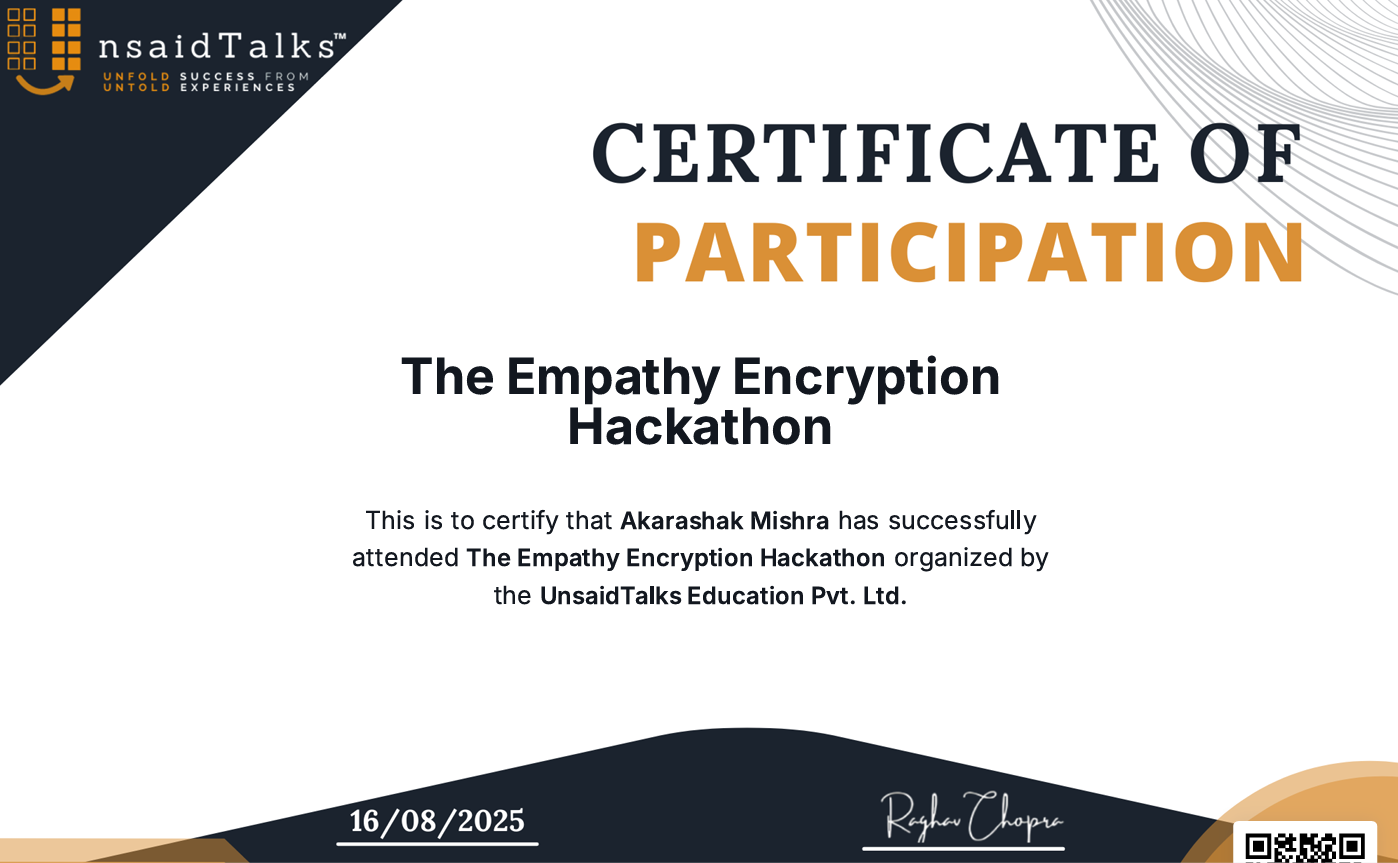 nsaidTalks™
UNFOLD SUCCESS FROM
UNTOLD EXPERIENCES
CERTIFICATE OF
PARTICIPATION
The Empathy Encryption
Hackathon
This is to certify that Akarashak Mishra has successfully
attended The Empathy Encryption Hackathon organized by
the UnsaidTalks Education Pvt. Ltd.
16/08/2025
Raghav Chopra